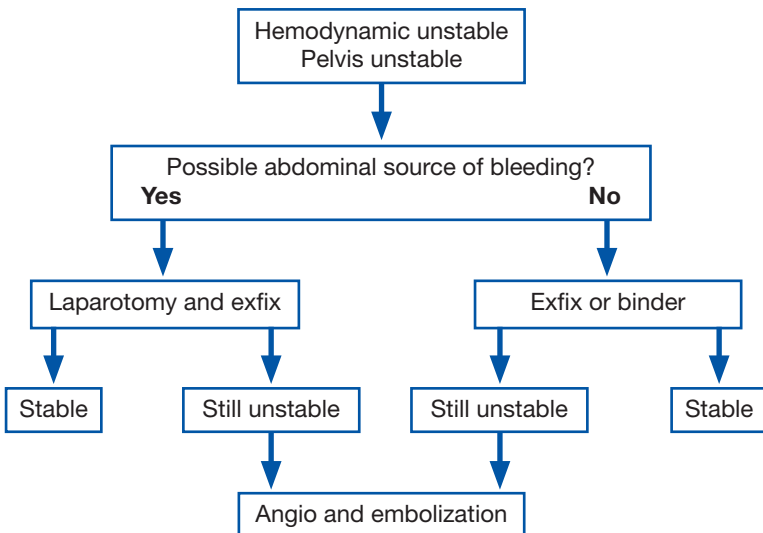 Hemodynamic unstable
Pelvis unstable
Possible abdominal source of bleeding?
Yes No
Laparotomy and exfix Exfix or binder
Stable Still unstable Still unstable Stable
Angio and embolization